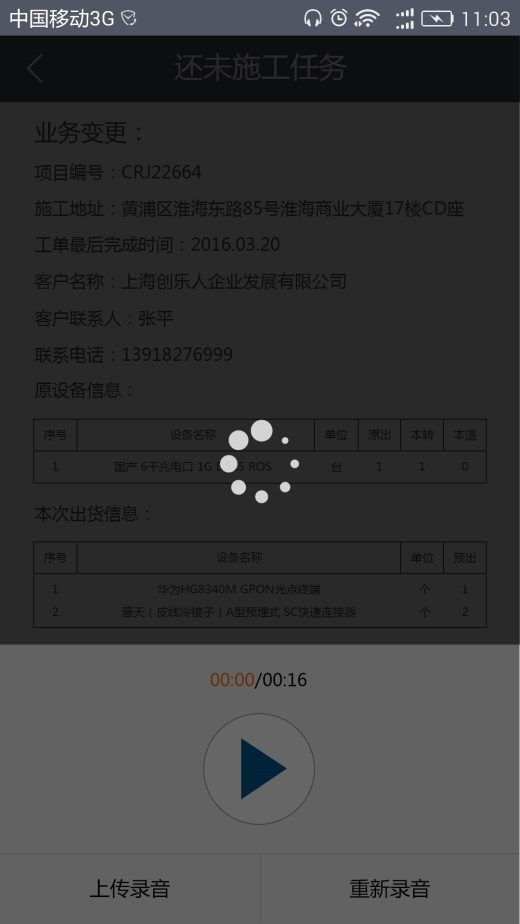 中国移动3G 11:03
还未施工任务
业务变更：
项目编号：CRJ22664
施工地址：黄浦区淮海东路85号淮海商业大厦17楼CD座
工单最后完成时间：2016.03.20
客户名称：上海创乐人企业发展有限公司
客户联系人：张平
联系电话：13918276999
原设备信息：
序号 设备名称 单位 原出 本转 本退
1 国产 6千兆电口 1G ROS 台 1 1 0
本次出货信息：
序号 设备名称 单位 预出
1 华为HG8340M GPON光点终端 个 1
2 普天（皮线冷接子）A型预埋式 SC快速连接器 个 2
00:00/00:16
上传录音 重新录音